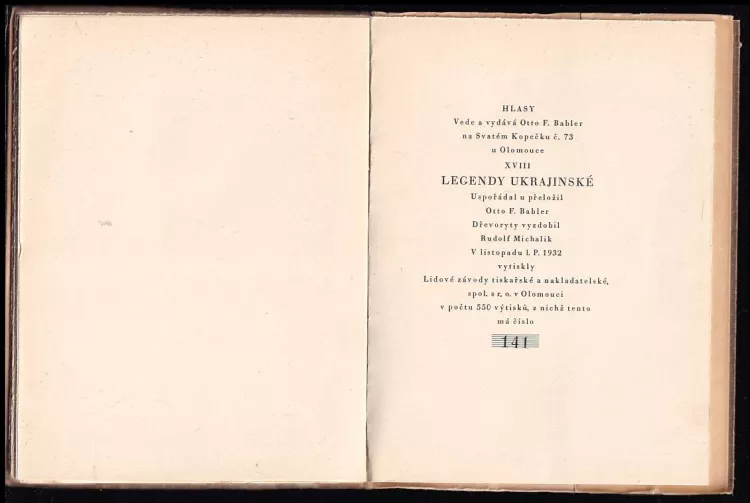 HLASY
Vede a vydává Otto F. Babler
na Svatém Kopečku č. 73
u Olomouce
XVIII
LEGENDY UKRAJINSKÉ
Uspořádal a přeložil
Otto F. Babler
Dřevoryty vyzdobil
Rudolf Michalik
V listopadu l. P. 1932
vytiskly
Lidové závody tiskařské a nakladatelské,
spol. s r. o. v Olomouci
v počtu 550 výtisků, z nichž tento
má číslo
141